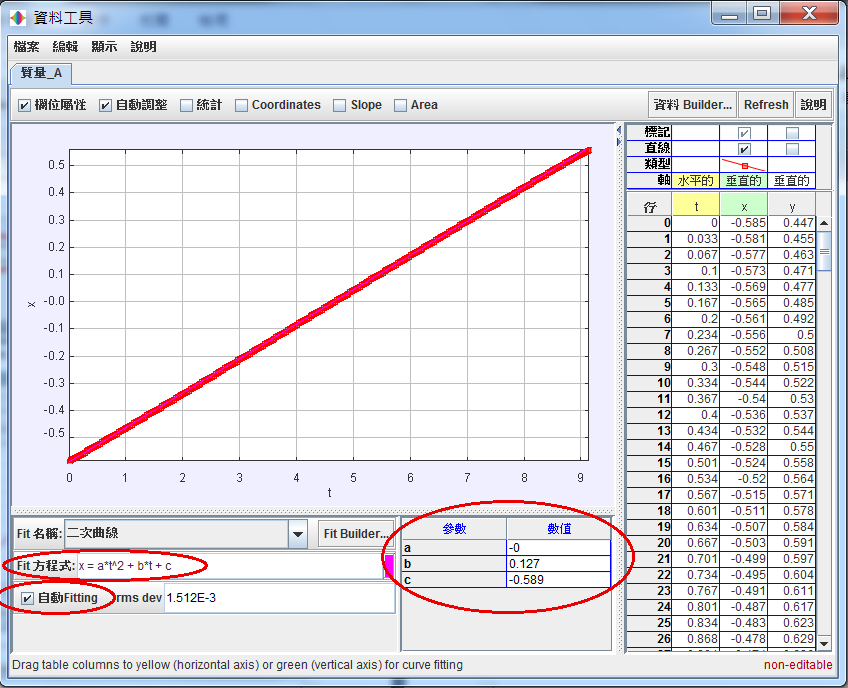 資料工具
檔案 編輯 顯示 說明
質量_A
欄位屬性 自動調整 統計 Coordinates Slope Area 資料 Builder... Refresh 說明
0.5
0.4
0.3
0.2
0.1
-0.0
-0.1
-0.2
-0.3
-0.4
-0.5
x
0 1 2 3 4 5 6 7 8 9
t
標記
直線
類型
軸 水平的 垂直的 垂直的
行 t x y
0 0 -0.585 0.447
1 0.033 -0.581 0.455
2 0.067 -0.577 0.463
3 0.1 -0.573 0.471
4 0.133 -0.569 0.477
5 0.167 -0.565 0.485
6 0.2 -0.561 0.492
7 0.234 -0.556 0.5
8 0.267 -0.552 0.508
9 0.3 -0.548 0.515
10 0.334 -0.544 0.522
11 0.367 -0.54 0.53
12 0.4 -0.536 0.537
13 0.434 -0.532 0.544
14 0.467 -0.528 0.55
15 0.501 -0.524 0.558
16 0.534 -0.52 0.564
17 0.567 -0.515 0.571
18 0.601 -0.511 0.578
19 0.634 -0.507 0.584
20 0.667 -0.503 0.591
21 0.701 -0.499 0.597
22 0.734 -0.495 0.604
23 0.767 -0.491 0.611
24 0.801 -0.487 0.617
25 0.834 -0.483 0.623
26 0.868 -0.478 0.629
Fit 名稱: 二次曲線 Fit Builder...
Fit 方程式: x = a*t^2 + b*t + c
自動Fitting rms dev 1.512E-3
參數 數值
a -0
b 0.127
c -0.589
Drag table columns to yellow (horizontal axis) or green (vertical axis) for curve fitting non-editable